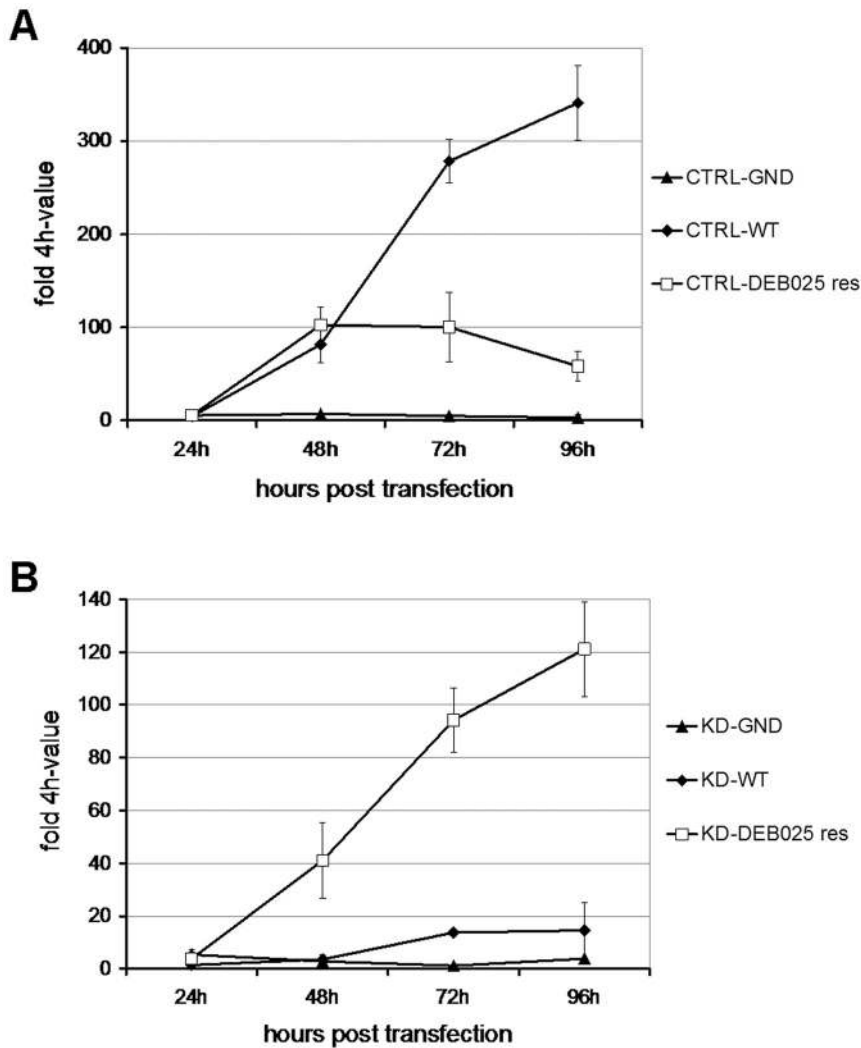 A
fold 4h-value
400
300
200
100
0
24h 48h 72h 96h
hours post transfection
CTRL-GND
CTRL-WT
CTRL-DEB025 res
B
fold 4h-value
140
120
100
80
60
40
20
0
24h 48h 72h 96h
hours post transfection
KD-GND
KD-WT
KD-DEB025 res